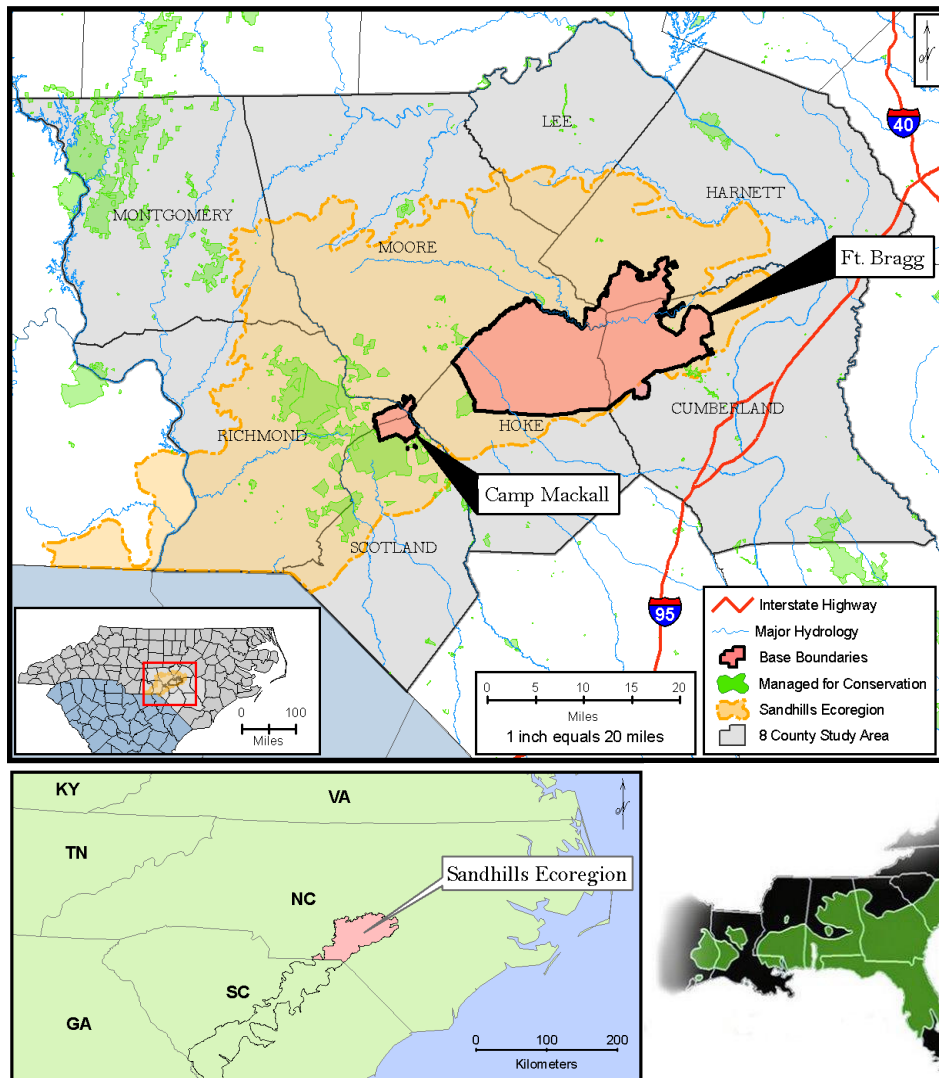 N
LEE
40
HARNETT
MONTGOMERY
MOORE
Ft. Bragg
CUMBERLAND
HOKE
RICHMOND
Camp Mackall
SCOTLAND
95
Interstate Highway
Major Hydrology
Base Boundaries
Managed for Conservation
Sandhills Ecoregion
8 County Study Area
0 5 10 15 20
Miles
1 inch equals 20 miles
0 100
Miles
KY
VA
N
TN
NC
Sandhills Ecoregion
SC
GA
0 100 200
Kilometers